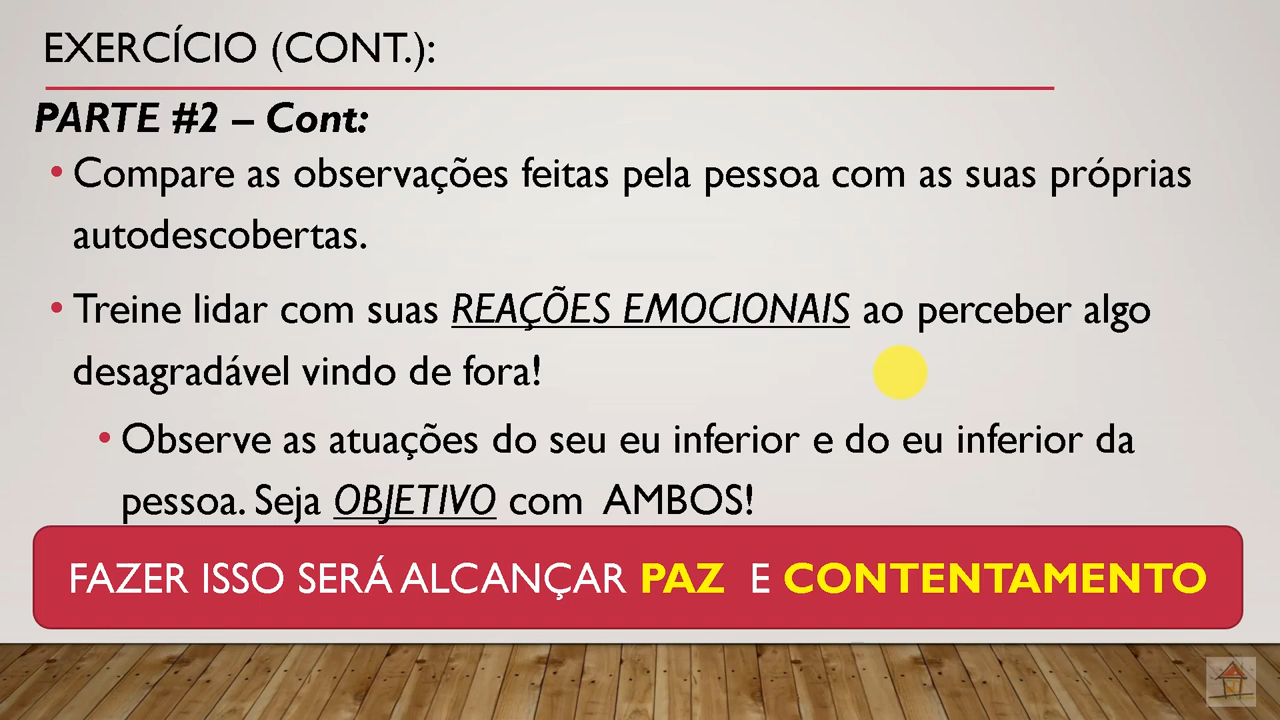 EXERCÍCIO (CONT.):
PARTE #2 – Cont:
• Compare as observações feitas pela pessoa com as suas próprias
autodescobertas.
• Treine lidar com suas REAÇÕES EMOCIONAIS ao perceber algo
desagradável vindo de fora!
• Observe as atuações do seu eu inferior e do eu inferior da
pessoa. Seja OBJETIVO com AMBOS!
FAZER ISSO SERÁ ALCANÇAR PAZ E CONTENTAMENTO